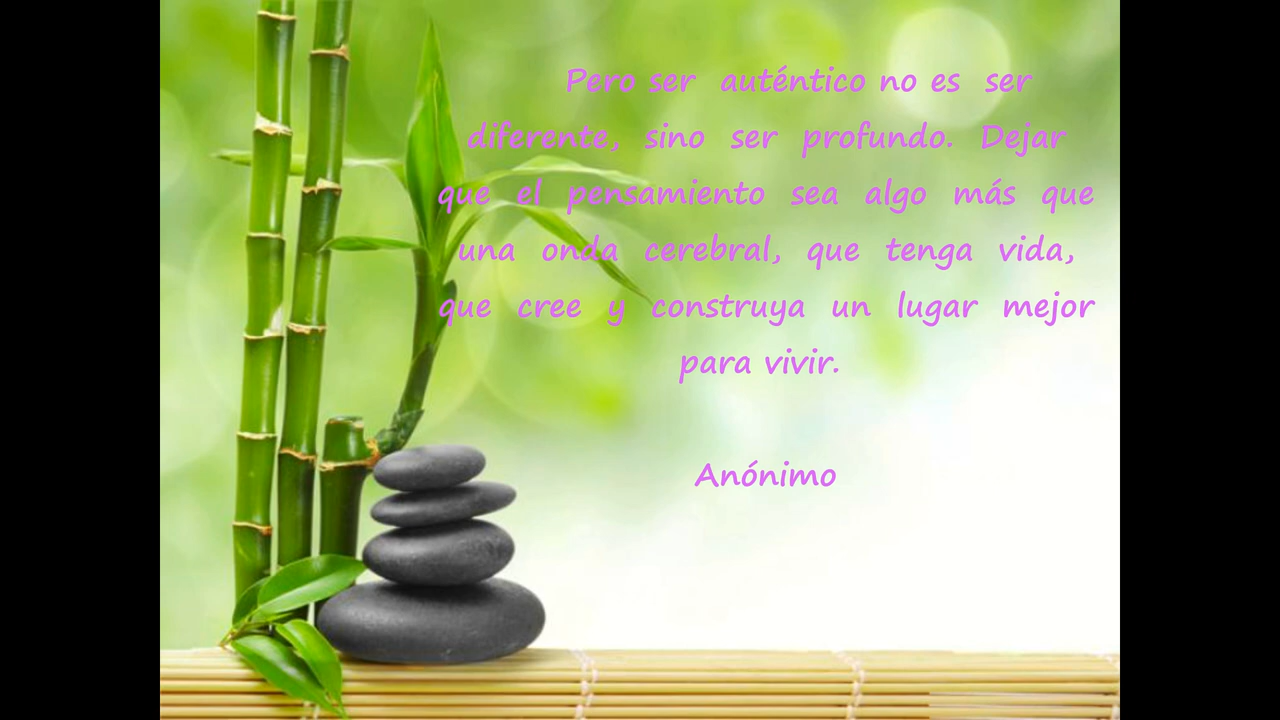 Pero ser auténtico no es ser
diferente, sino ser profundo. Dejar
que el pensamiento sea algo más que
una onda cerebral, que tenga vida,
que cree y construya un lugar mejor
para vivir.
Anónimo